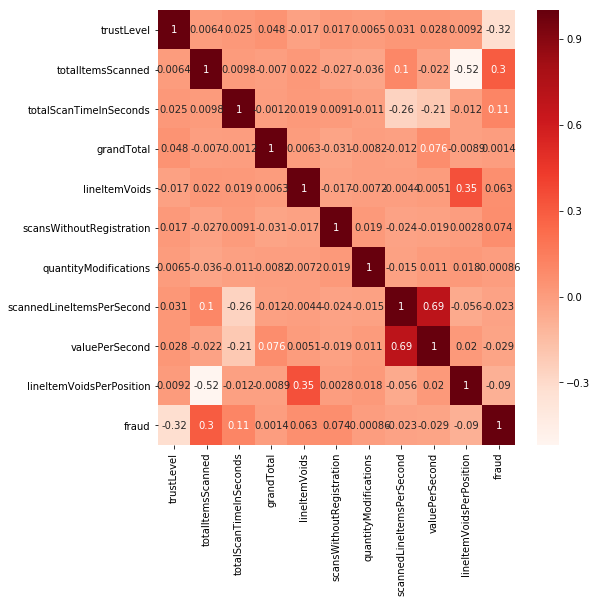 trustLevel 1 0.0064 0.025 0.048 -0.017 0.017 0.0065 0.031 0.028 0.0092 -0.32
totalItemsScanned 0.0064 1 0.0098 -0.007 0.022 -0.027 -0.036 0.1 -0.022 -0.52 0.3
totalScanTimeInSeconds 0.025 0.0098 1 -0.0012 0.019 0.0091 -0.011 -0.26 -0.21 -0.012 0.11
grandTotal 0.048 -0.007 -0.0012 1 0.0063 -0.031 -0.0082 -0.012 0.076 -0.0089 0.0014
lineItemVoids -0.017 0.022 0.019 0.0063 1 -0.017 -0.0072 -0.0044 0.0051 0.35 0.063
scansWithoutRegistration 0.017 -0.027 0.0091 -0.031 -0.017 1 0.019 -0.024 -0.019 0.0028 0.074
quantityModifications 0.0065 -0.036 -0.011 -0.0082 -0.0072 0.019 1 -0.015 0.011 0.018 -0.00086
scannedLineItemsPerSecond 0.031 0.1 -0.26 -0.012 -0.0044 -0.024 -0.015 1 0.69 -0.056 -0.023
valuePerSecond 0.028 -0.022 -0.21 0.076 0.0051 -0.019 0.011 0.69 1 0.02 -0.029
lineItemVoidsPerPosition 0.0092 -0.52 -0.012 -0.0089 0.35 0.0028 0.018 -0.056 0.02 1 -0.09
fraud -0.32 0.3 0.11 0.0014 0.063 0.074 -0.00086 -0.023 -0.029 -0.09 1
trustLevel
totalItemsScanned
totalScanTimeInSeconds
grandTotal
lineItemVoids
scansWithoutRegistration
quantityModifications
scannedLineItemsPerSecond
valuePerSecond
lineItemVoidsPerPosition
fraud
0.9
0.6
0.3
0.0
−0.3